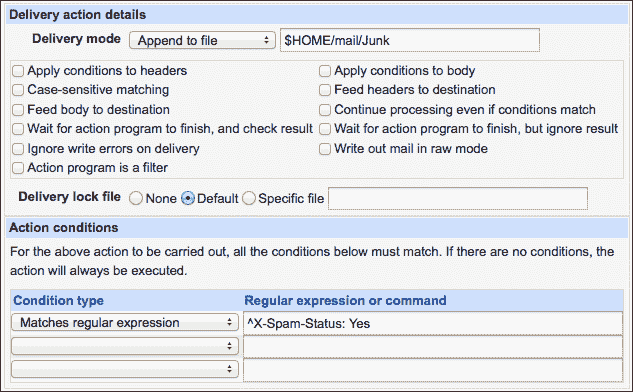 Delivery action details
Delivery mode Append to file $HOME/mail/Junk
Apply conditions to headers Apply conditions to body
Case-sensitive matching Feed headers to destination
Feed body to destination Continue processing even if conditions match
Wait for action program to finish, and check result Wait for action program to finish, but ignore result
Ignore write errors on delivery Write out mail in raw mode
Action program is a filter
Delivery lock file None Default Specific file
Action conditions
For the above action to be carried out, all the conditions below must match. If there are no conditions, the
action will always be executed.
Condition type Regular expression or command
Matches regular expression ^X-Spam-Status: Yes